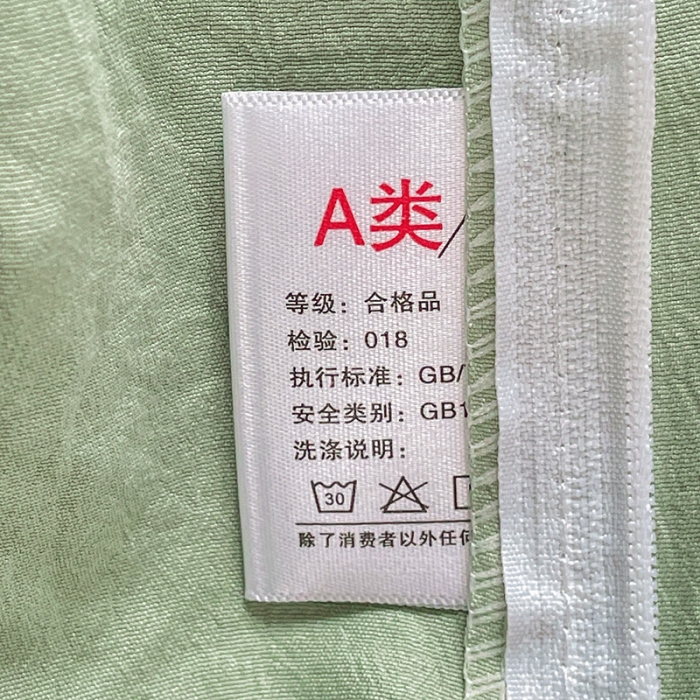 A类/
等级：合格品
检验：018
执行标准：GB/
安全类别：GB1
洗涤说明：
30
除了消费者以外任